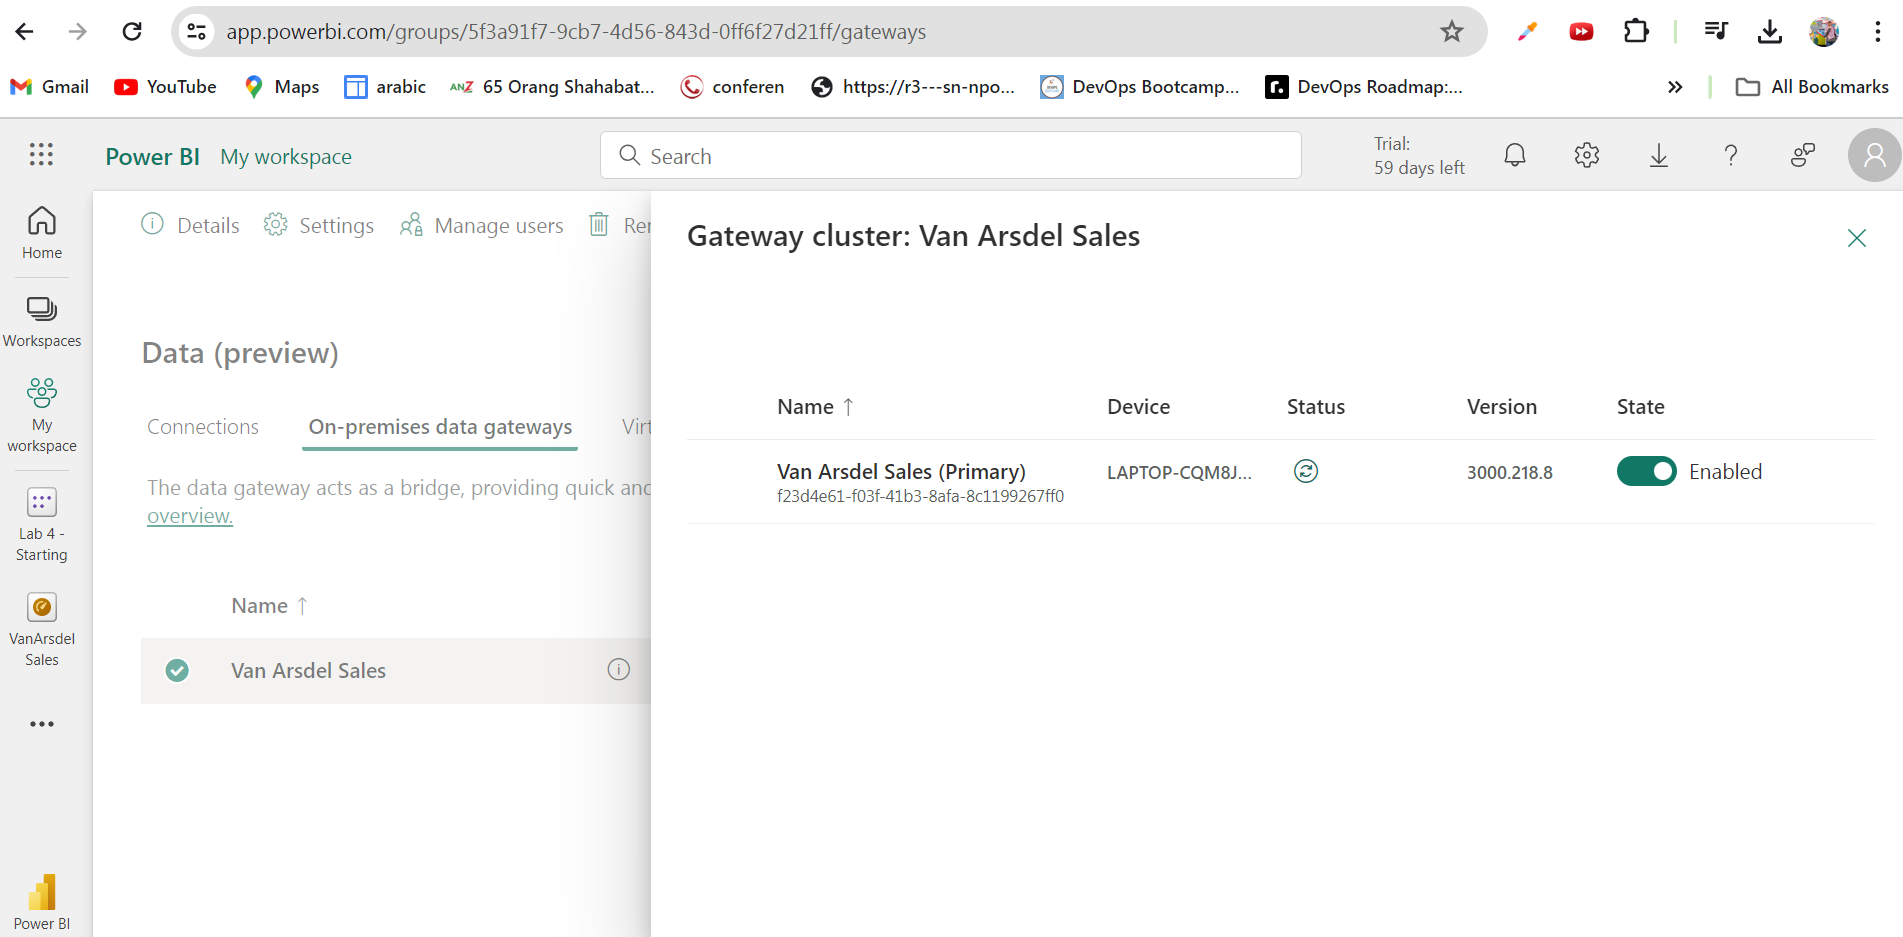 app.powerbi.com/groups/5f3a91f7-9cb7-4d56-843d-0ff6f27d21ff/gateways
Gmail YouTube Maps arabic ANZ 65 Orang Shahabat... conferen https://r3---sn-npo... DevOps Bootcamp... r. DevOps Roadmap:... » All Bookmarks
Power BI My workspace Search Trial:
59 days left
Home
Workspaces
My
workspace
Lab 4 -
Starting
VanArsdel
Sales
Power BI
Details Settings Manage users Rer
Data (preview)
Connections On-premises data gateways Virt
The data gateway acts as a bridge, providing quick and
overview.
Name ↑
Van Arsdel Sales
Gateway cluster: Van Arsdel Sales
Name ↑ Device Status Version State
Van Arsdel Sales (Primary) LAPTOP-CQM8J... 3000.218.8 Enabled
f23d4e61-f03f-41b3-8afa-8c1199267ff0